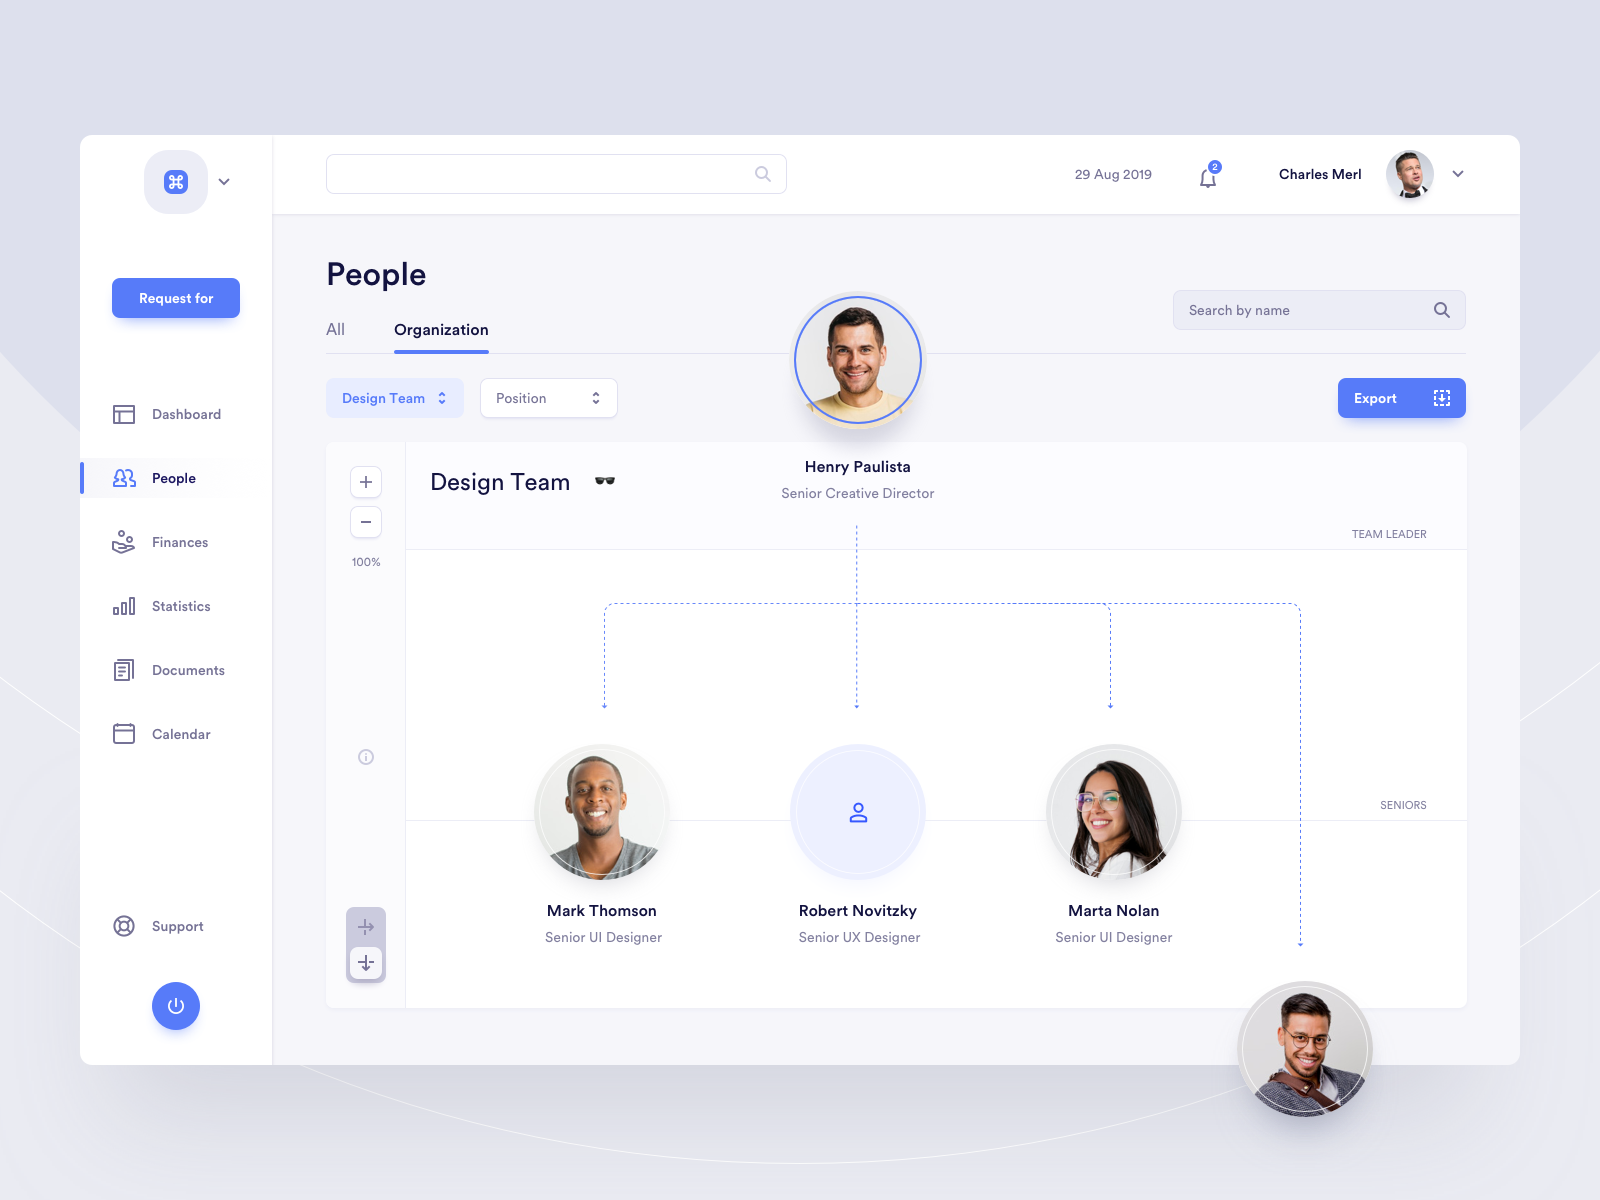 29 Aug 2019
2
Charles Merl
Request for
People
All
Organization
Search by name
Design Team
Position
Export
Dashboard
People
Finances
Statistics
Documents
Calendar
Support
100%
Design Team
Henry Paulista
Senior Creative Director
TEAM LEADER
SENIORS
Mark Thomson
Senior UI Designer
Robert Novitzky
Senior UX Designer
Marta Nolan
Senior UI Designer